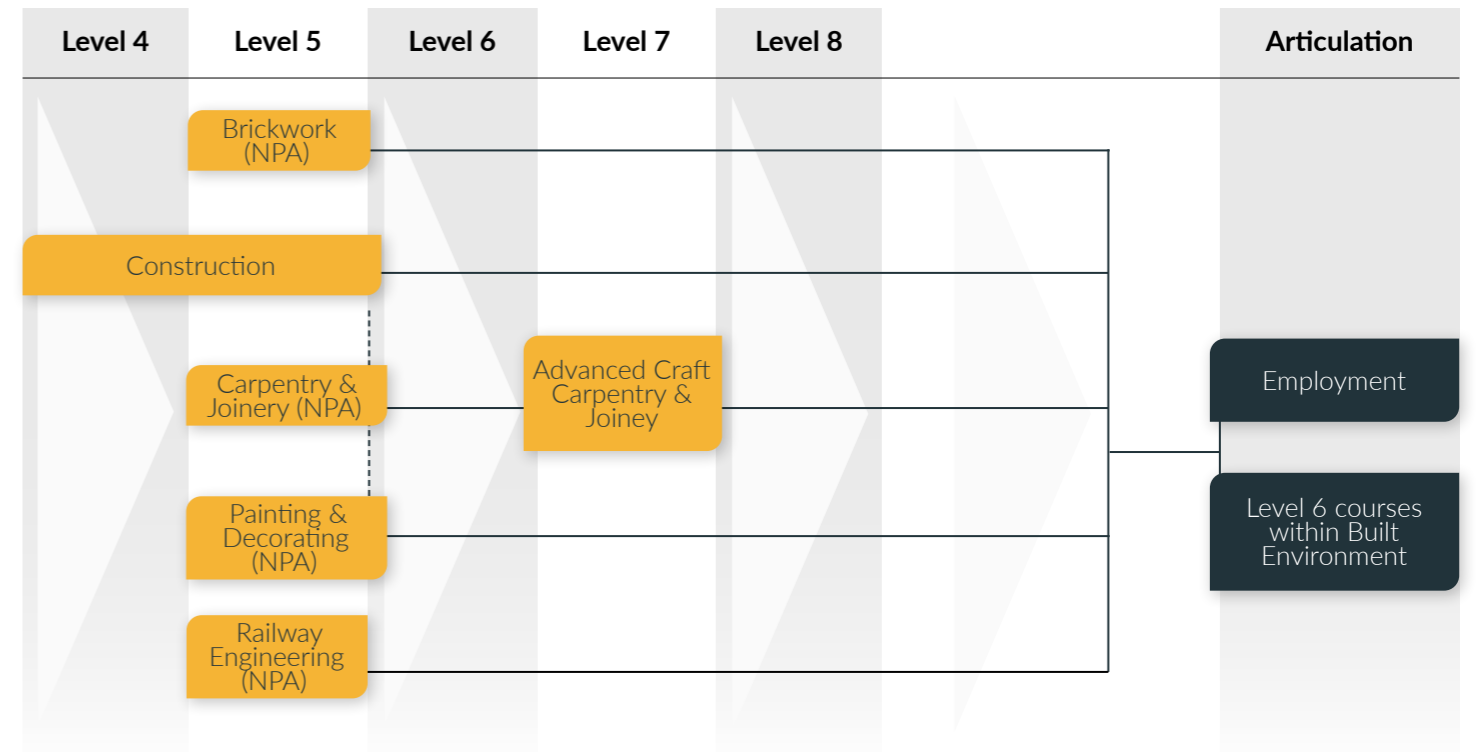 Level 4
Level 5
Level 6
Level 7
Level 8
Articulation
Brickwork
(NPA)
Construction
Carpentry &
Joinery (NPA)
Advanced Craft
Carpentry &
Joiney
Employment
Painting &
Decorating
(NPA)
Level 6 courses
within Built
Environment
Railway
Engineering
(NPA)